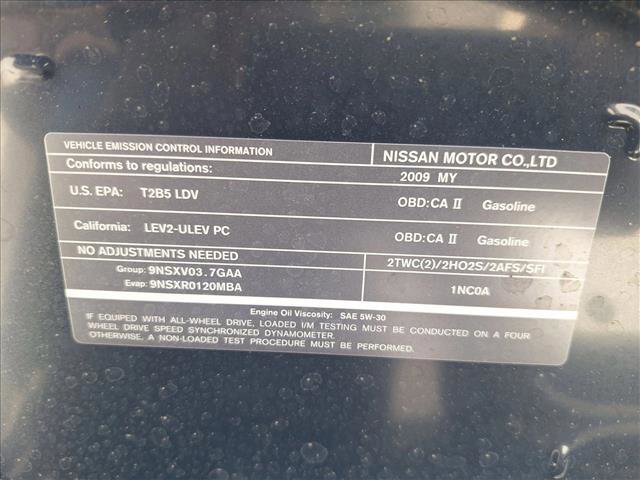 VEHICLE EMISSION CONTROL INFORMATION
NISSAN MOTOR CO.,LTD
Conforms to regulations:
2009 MY
U.S. EPA: T2B5 LDV
OBD:CA II Gasoline
California: LEV2-ULEV PC
OBD:CA II Gasoline
NO ADJUSTMENTS NEEDED
2TWC(2)/2HO2S/2AFS/SFI
Group: 9NSXV03.7GAA
Evap: 9NSXR0120MBA
1NC0A
Engine Oil Viscosity: SAE 5W-30
IF EQUIPPED WITH ALL-WHEEL DRIVE, LOADED I/M TESTING MUST BE CONDUCTED ON A FOUR
WHEEL DRIVE SPEED SYNCHRONIZED DYNAMOMETER.
OTHERWISE, A NON-LOADED TEST PROCEDURE MUST BE PERFORMED.